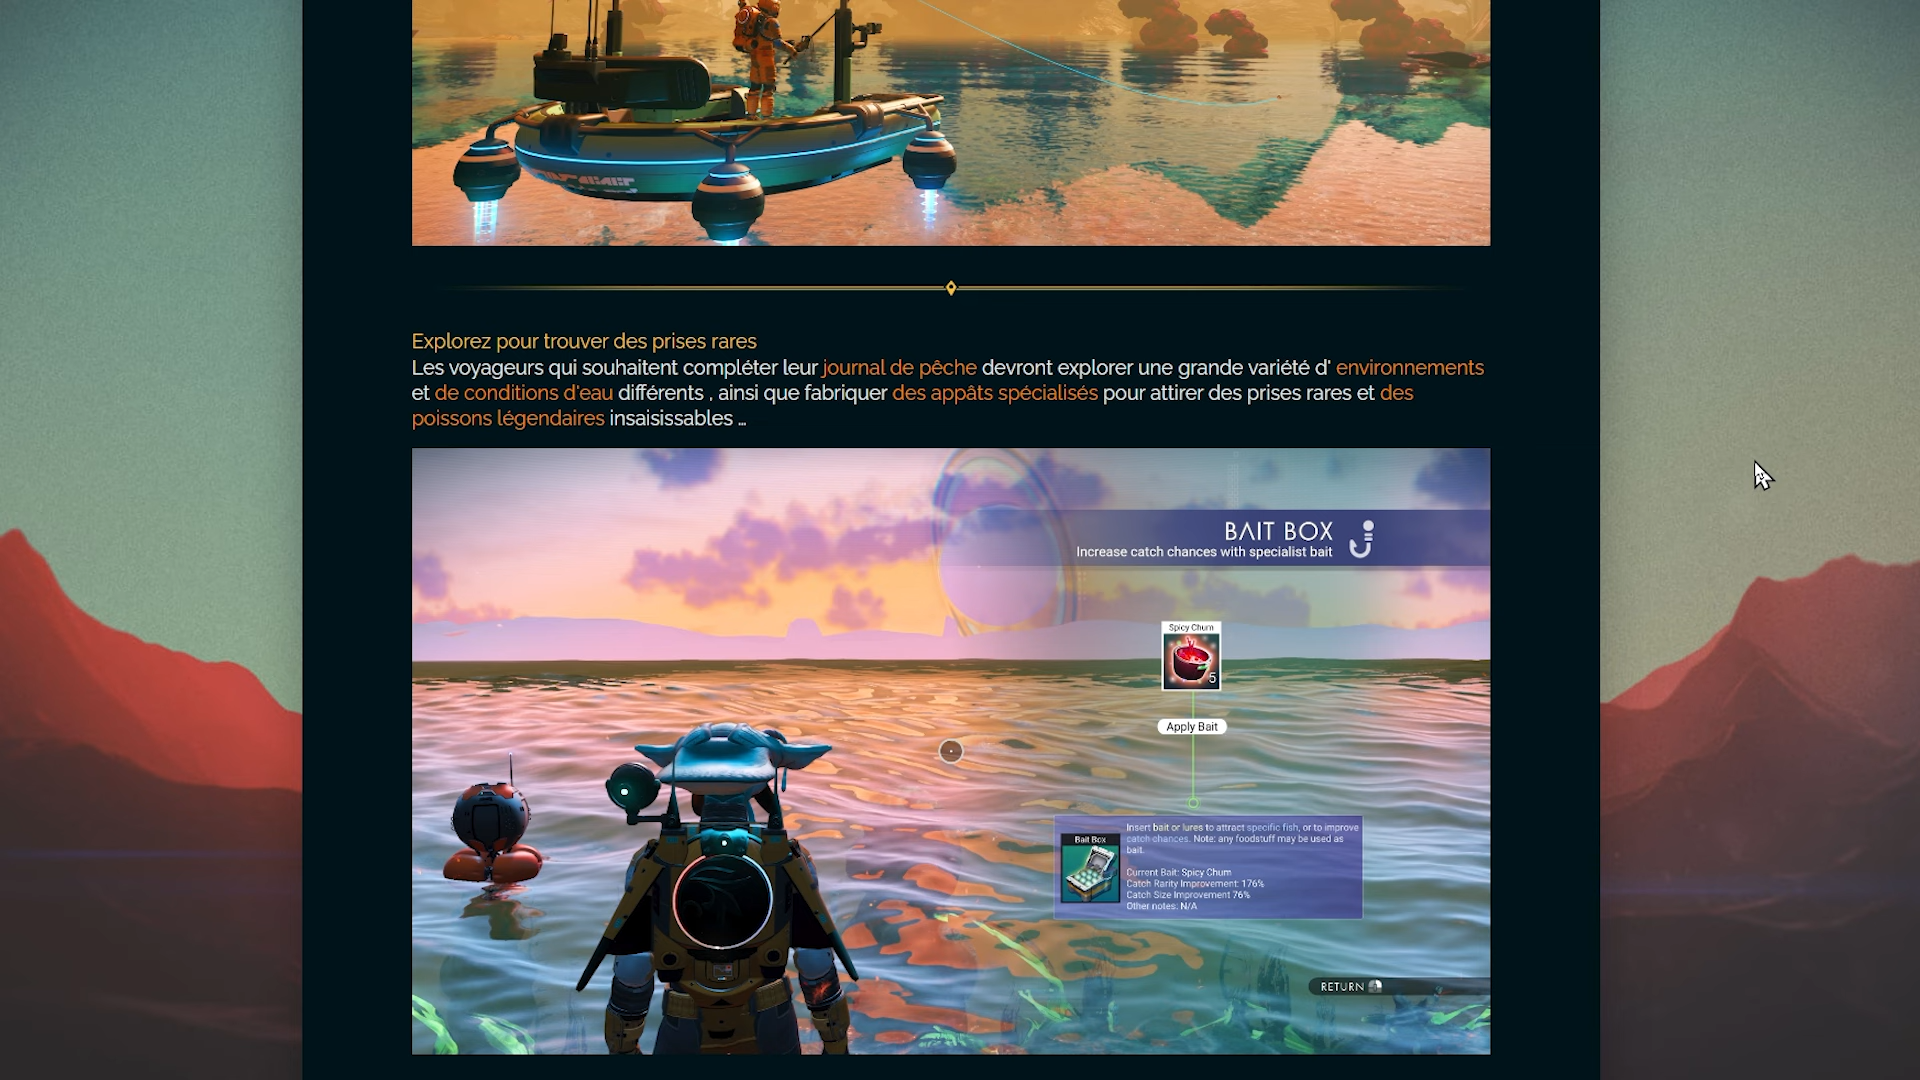 Explorez pour trouver des prises rares
Les voyageurs qui souhaitent compléter leur journal de pêche devront explorer une grande variété d' environnements
et de conditions d'eau différents , ainsi que fabriquer des appâts spécialisés pour attirer des prises rares et des
poissons légendaires insaisissables ...
BAIT BOX
Increase catch chances with specialist bait
Spicy Chum
5
Apply Bait
Bait Box
Insert bait or lures to attract specific fish, or to improve
catch chances. Note: any foodstuff may be used as
bait.
Current Bait: Spicy Chum
Catch Rarity Improvement: 176%
Catch Size Improvement 76%
Other notes: N/A
RETURN